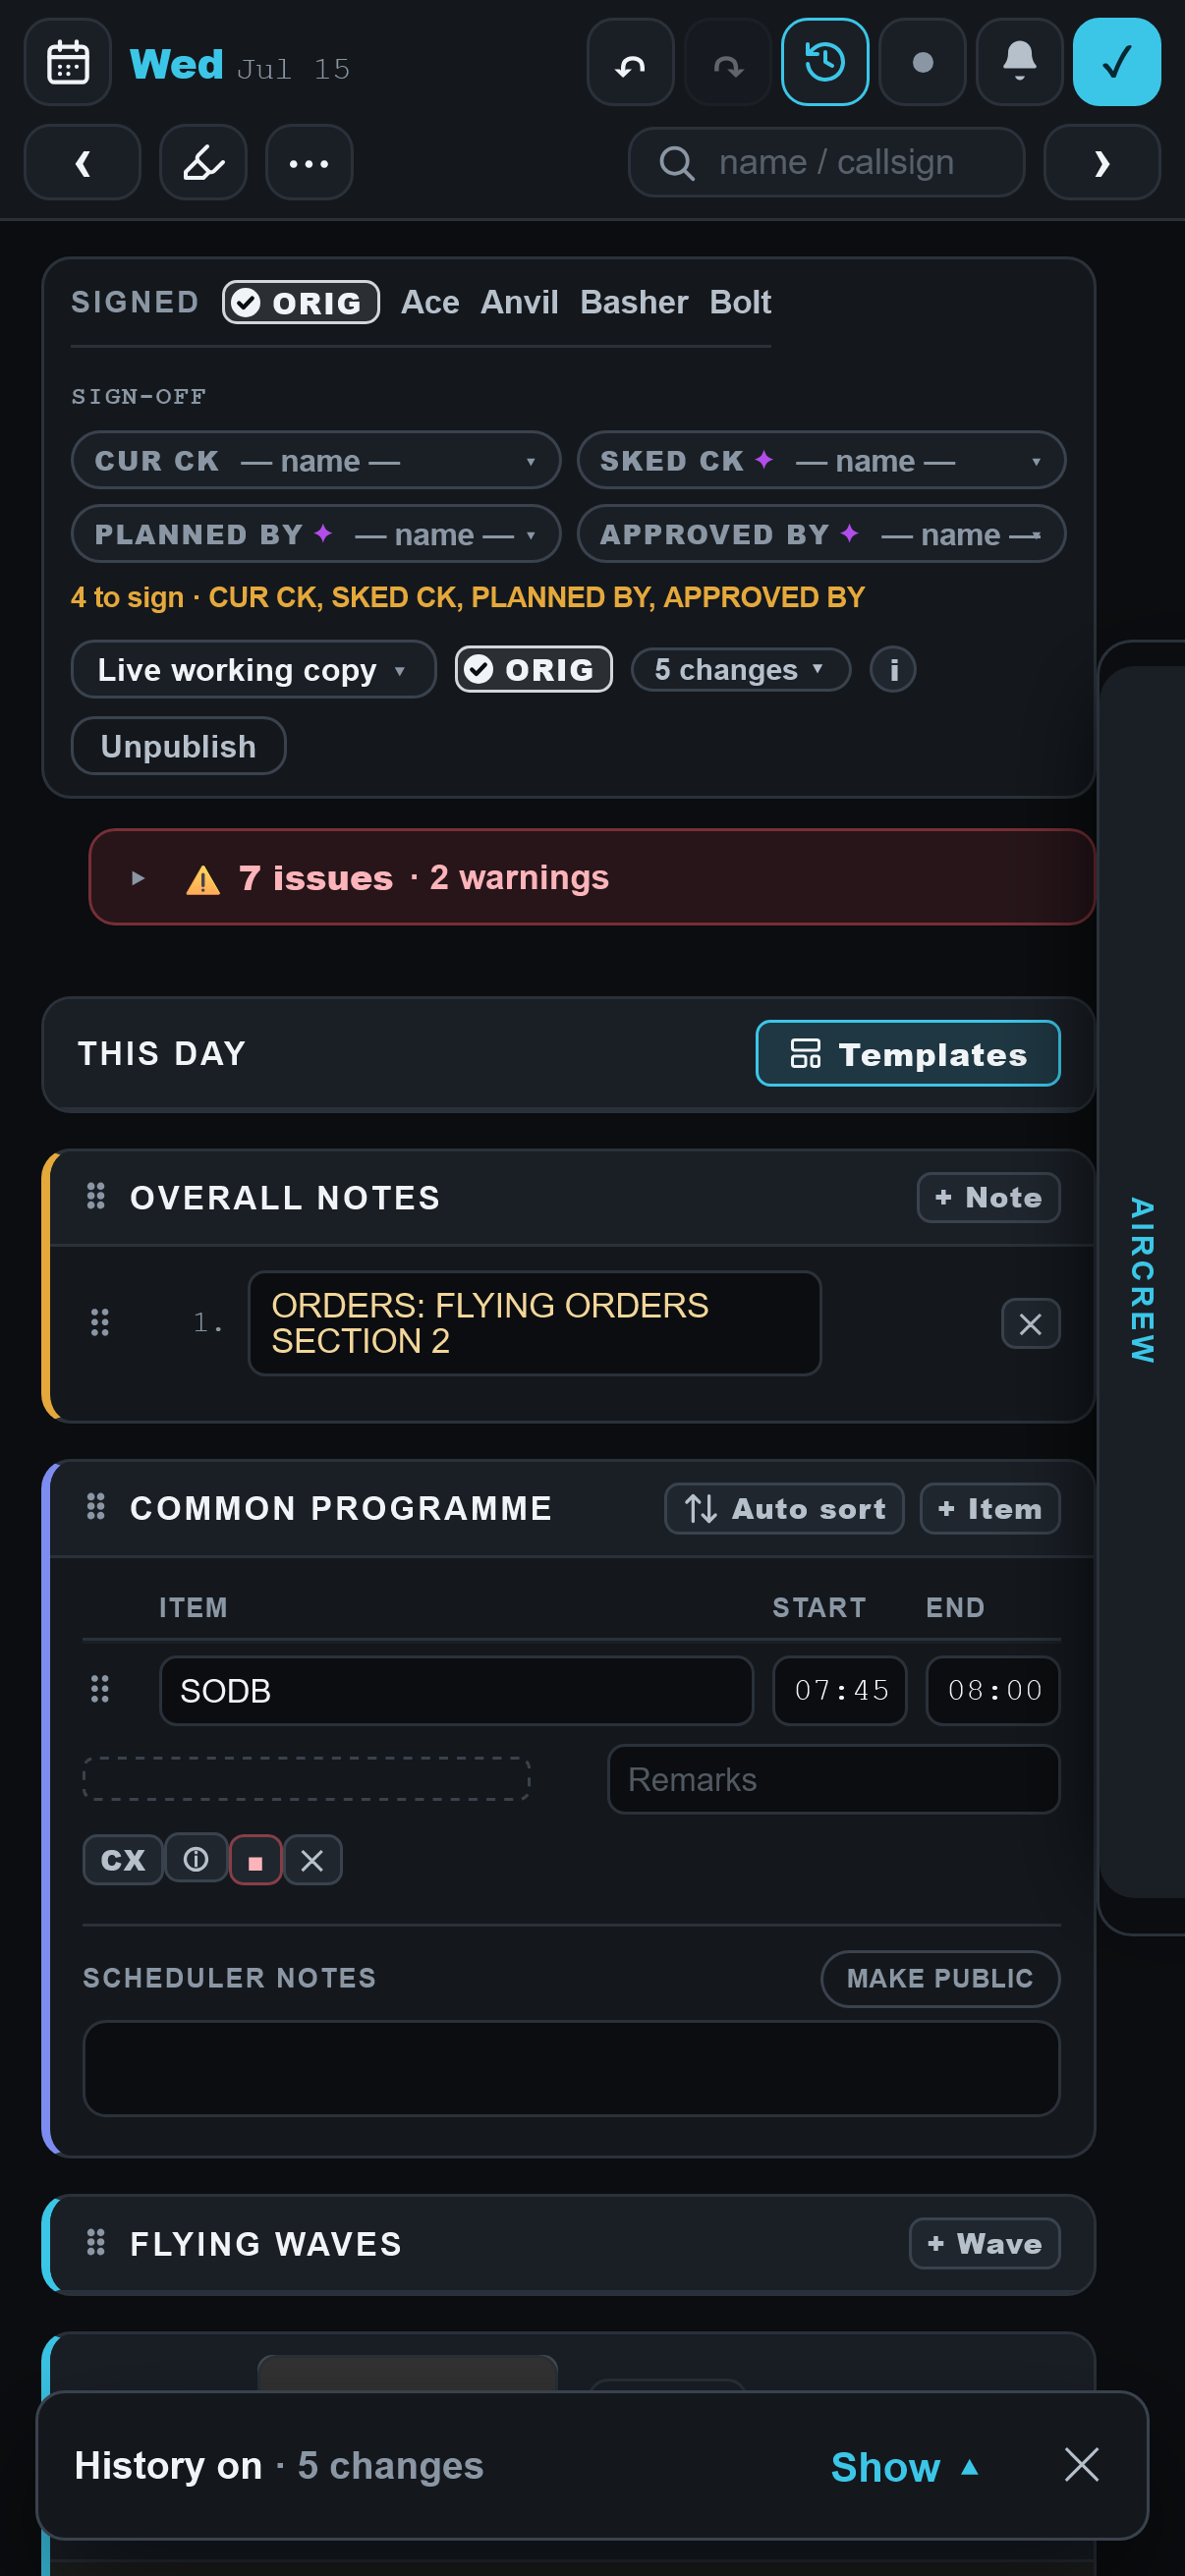 Wed Jul 15
name / callsign
SIGNED ORIG Ace Anvil Basher Bolt
SIGN-OFF
CUR CK — name —
SKED CK — name —
PLANNED BY — name —
APPROVED BY — name —
4 to sign · CUR CK, SKED CK, PLANNED BY, APPROVED BY
Live working copy ORIG 5 changes i
Unpublish
7 issues · 2 warnings
THIS DAY Templates
AIRCREW
OVERALL NOTES + Note
1. ORDERS: FLYING ORDERS
SECTION 2
COMMON PROGRAMME Auto sort + Item
ITEM START END
SODB 07:45 08:00
Remarks
CX
SCHEDULER NOTES MAKE PUBLIC
FLYING WAVES + Wave
History on · 5 changes Show